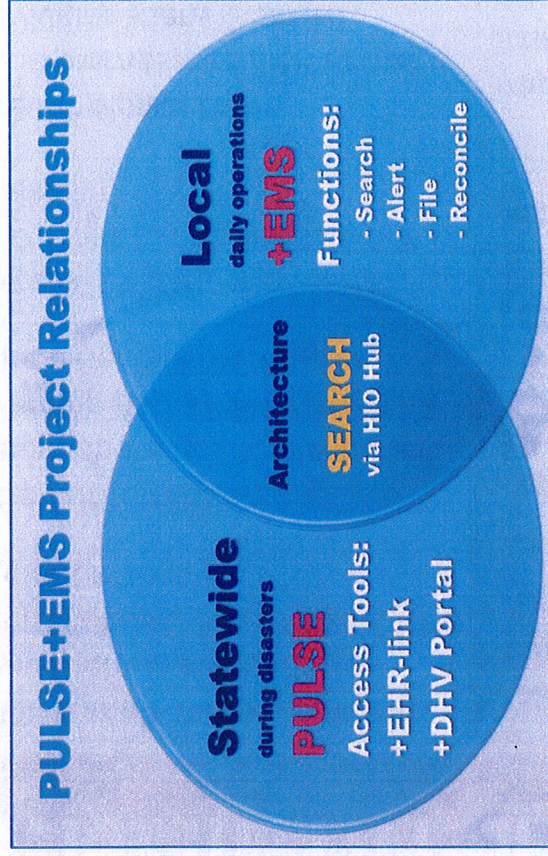 PULSE+EMS Project Relationships
Statewide
during disasters
PULSE
Access Tools:
+EHR-link
+DHV Portal
Architecture
SEARCH
via HIO Hub
Local
daily operations
+EMS
Functions:
- Search
- Alert
- File
- Reconcile